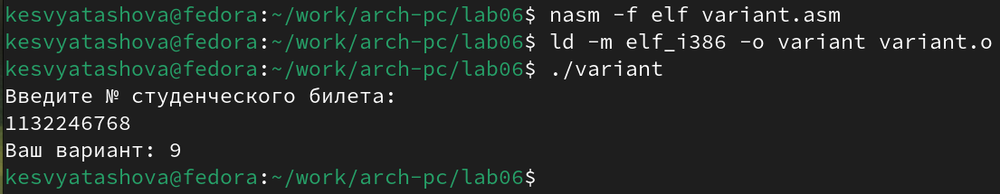 kesvyatashova@fedora:~/work/arch-pc/lab06$ nasm -f elf variant.asm
kesvyatashova@fedora:~/work/arch-pc/lab06$ ld -m elf_i386 -o variant variant.o
kesvyatashova@fedora:~/work/arch-pc/lab06$ ./variant
Введите № студенческого билета:
1132246768
Ваш вариант: 9
kesvyatashova@fedora:~/work/arch-pc/lab06$